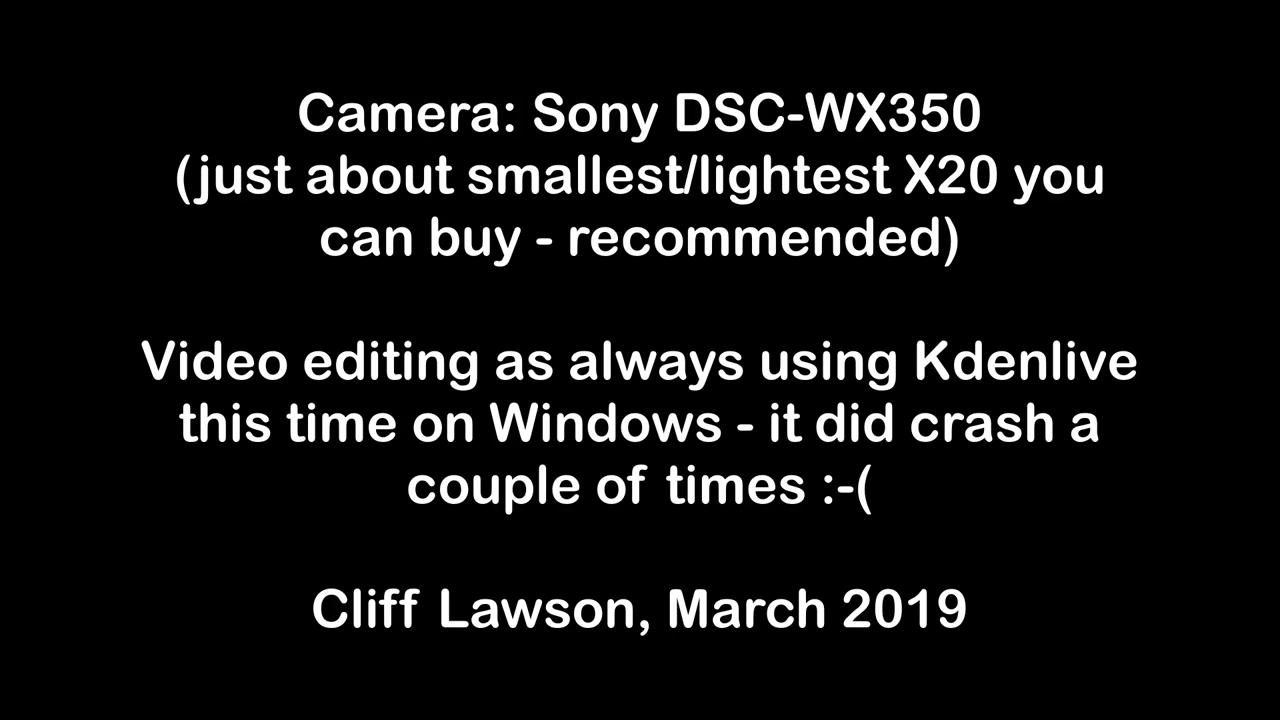 Camera: Sony DSC-WX350
(just about smallest/lightest X20 you
can buy - recommended)
Video editing as always using Kdenlive
this time on Windows - it did crash a
couple of times :-(
Cliff Lawson, March 2019